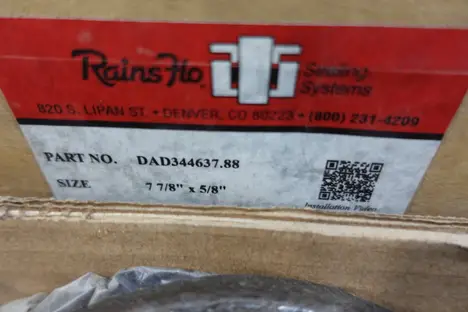 RainsFlo Sealing
Systems
820 S. LIPAN ST. • DENVER, CO 80223 • (800) 231-4209
PART NO. DAD344637.88
SIZE 7 7/8" x 5/8"
Installation Video